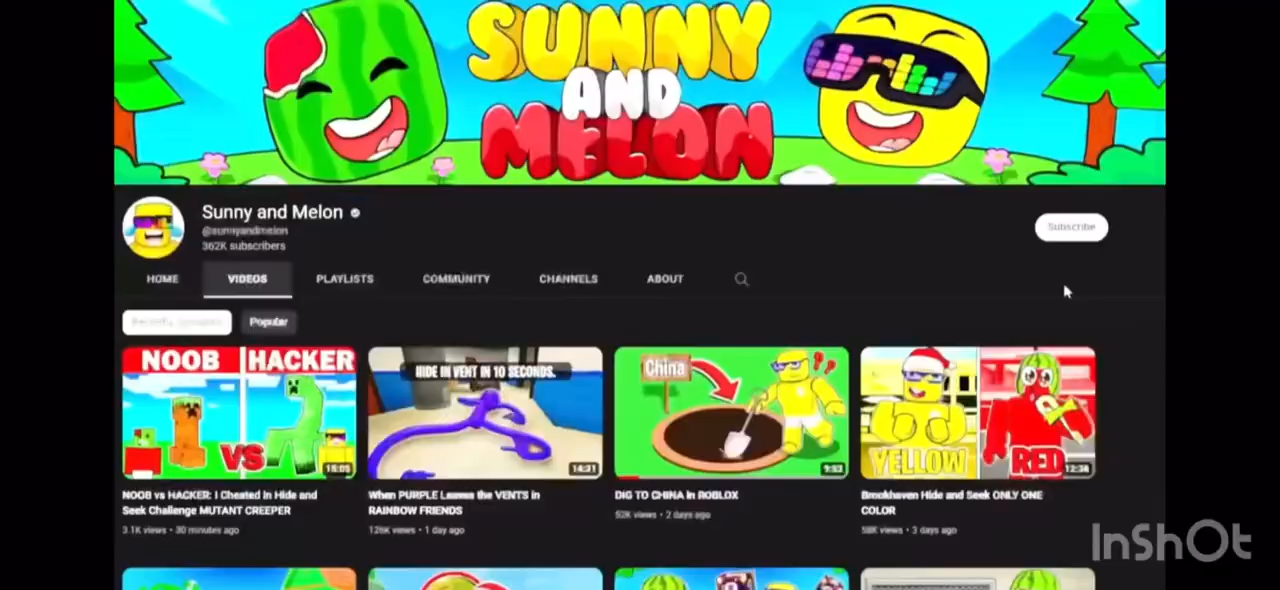 SUNNY
AND
MELON
Sunny and Melon
@sunnyandmelon
362K subscribers
Subscribe
HOME VIDEOS PLAYLISTS COMMUNITY CHANNELS ABOUT
Popular
NOOB HACKER
VS
15:05
HIDE IN VENT IN 10 SECONDS.
14:31
China
??
9:53
YELLOW RED
12:36
NOOB vs HACKER: I Cheated in Hide and
Seek Challenge MUTANT CREEPER
3.1K views • 30 minutes ago
When PURPLE Leaves the VENTS in
RAINBOW FRIENDS
126K views • 1 day ago
DIG TO CHINA in ROBLOX
52K views • 2 days ago
Brookhaven Hide and Seek ONLY ONE
COLOR
58K views • 3 days ago
InShOt